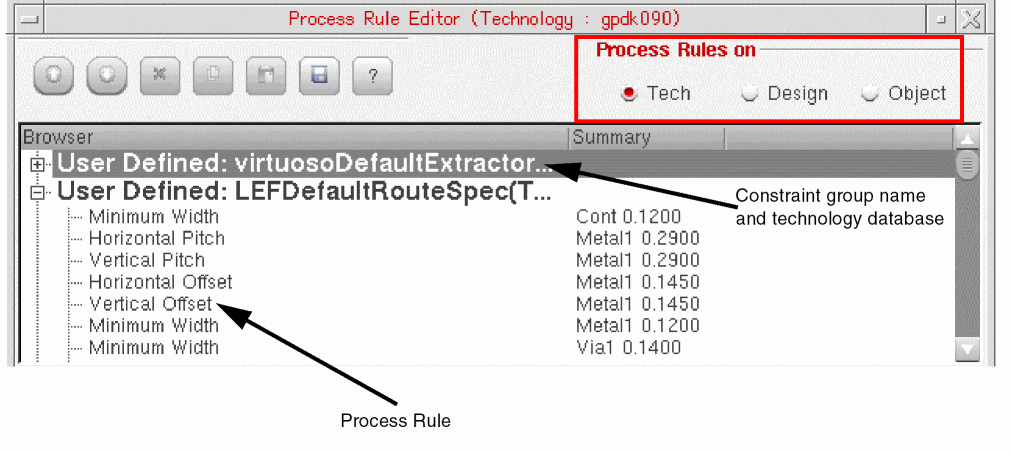 Process Rule Editor (Technology : gpdk090)
Process Rules on
?
Tech Design Object
Browser Summary
User Defined: virtuosoDefaultExtractor...
User Defined: LEFDefaultRouteSpec(T...
Constraint group name
and technology database
Minimum Width Cont 0.1200
Horizontal Pitch Metal1 0.2900
Vertical Pitch Metal1 0.2900
Horizontal Offset Metal1 0.1450
Vertical Offset Metal1 0.1450
Minimum Width Metal1 0.1200
Minimum Width Via1 0.1400
Process Rule